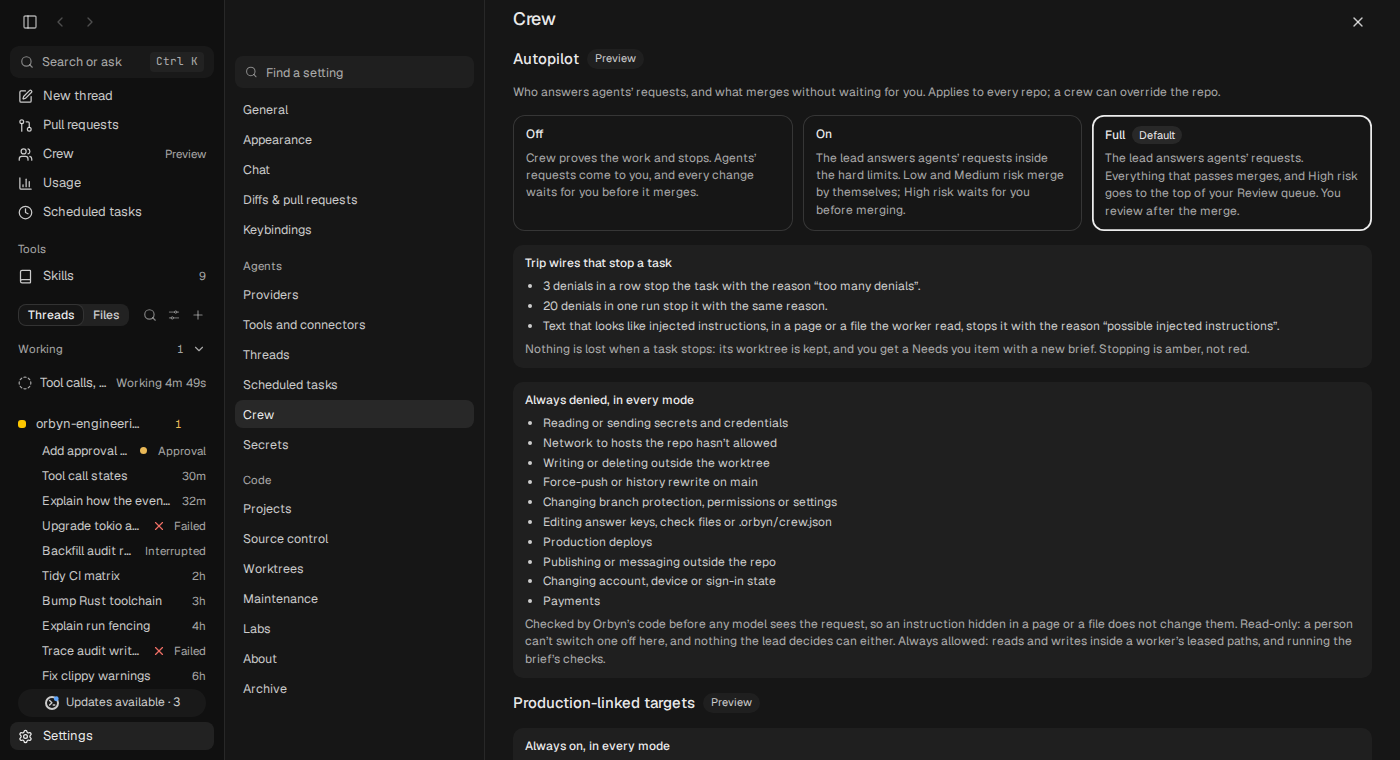 Search or ask
Ctrl K
New thread
Pull requests
Crew
Preview
Usage
Scheduled tasks
Tools
Skills
9
Threads
Files
Working
1
Tool calls, ...
Working 4m 49s
orbyn-engineeri...
1
Add approval ...
Approval
Tool call states
30m
Explain how the even...
32m
Upgrade tokio a...
Failed
Backfill audit r...
Interrupted
Tidy CI matrix
2h
Bump Rust toolchain
3h
Explain run fencing
4h
Trace audit writ...
Failed
Fix clippy warnings
6h
Updates available · 3
Settings
Find a setting
General
Appearance
Chat
Diffs & pull requests
Keybindings
Agents
Providers
Tools and connectors
Threads
Scheduled tasks
Crew
Secrets
Code
Projects
Source control
Worktrees
Maintenance
Labs
About
Archive
Crew
Autopilot
Preview
Who answers agents’ requests, and what merges without waiting for you. Applies to every repo; a crew can override the repo.
Off
Crew proves the work and stops. Agents’
requests come to you, and every change
waits for you before it merges.
On
The lead answers agents’ requests inside
the hard limits. Low and Medium risk merge
by themselves; High risk waits for you
before merging.
Full
Default
The lead answers agents’ requests.
Everything that passes merges, and High risk
goes to the top of your Review queue. You
review after the merge.
Trip wires that stop a task
• 3 denials in a row stop the task with the reason “too many denials”.
• 20 denials in one run stop it with the same reason.
• Text that looks like injected instructions, in a page or a file the worker read, stops it with the reason “possible injected instructions”.
Nothing is lost when a task stops: its worktree is kept, and you get a Needs you item with a new brief. Stopping is amber, not red.
Always denied, in every mode
• Reading or sending secrets and credentials
• Network to hosts the repo hasn’t allowed
• Writing or deleting outside the worktree
• Force-push or history rewrite on main
• Changing branch protection, permissions or settings
• Editing answer keys, check files or .orbyn/crew.json
• Production deploys
• Publishing or messaging outside the repo
• Changing account, device or sign-in state
• Payments
Checked by Orbyn’s code before any model sees the request, so an instruction hidden in a page or a file does not change them. Read-only: a person
can’t switch one off here, and nothing the lead decides can either. Always allowed: reads and writes inside a worker’s leased paths, and running the
brief’s checks.
Production-linked targets
Preview
Always on, in every mode